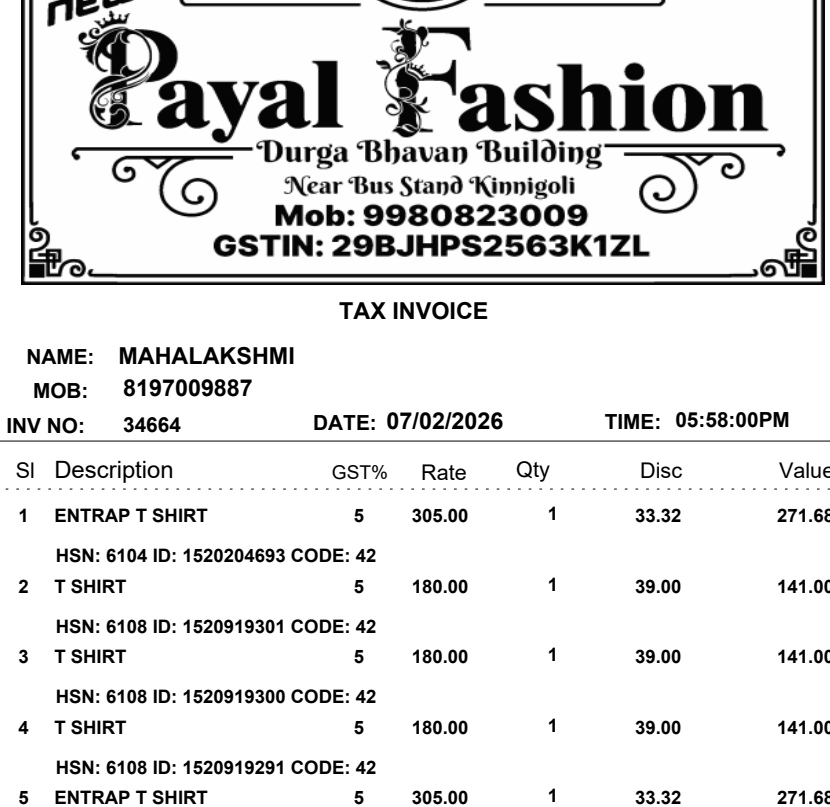 new
Payal Fashion
Durga Bhavan Building
Near Bus Stand Kinnigoli
Mob: 9980823009
GSTIN: 29BJHPS2563K1ZL
TAX INVOICE
NAME: MAHALAKSHMI
MOB: 8197009887
INV NO: 34664 DATE: 07/02/2026 TIME: 05:58:00PM
Sl Description GST% Rate Qty Disc Value
1 ENTRAP T SHIRT 5 305.00 1 33.32 271.68
HSN: 6104 ID: 1520204693 CODE: 42
2 T SHIRT 5 180.00 1 39.00 141.00
HSN: 6108 ID: 1520919301 CODE: 42
3 T SHIRT 5 180.00 1 39.00 141.00
HSN: 6108 ID: 1520919300 CODE: 42
4 T SHIRT 5 180.00 1 39.00 141.00
HSN: 6108 ID: 1520919291 CODE: 42
5 ENTRAP T SHIRT 5 305.00 1 33.32 271.68